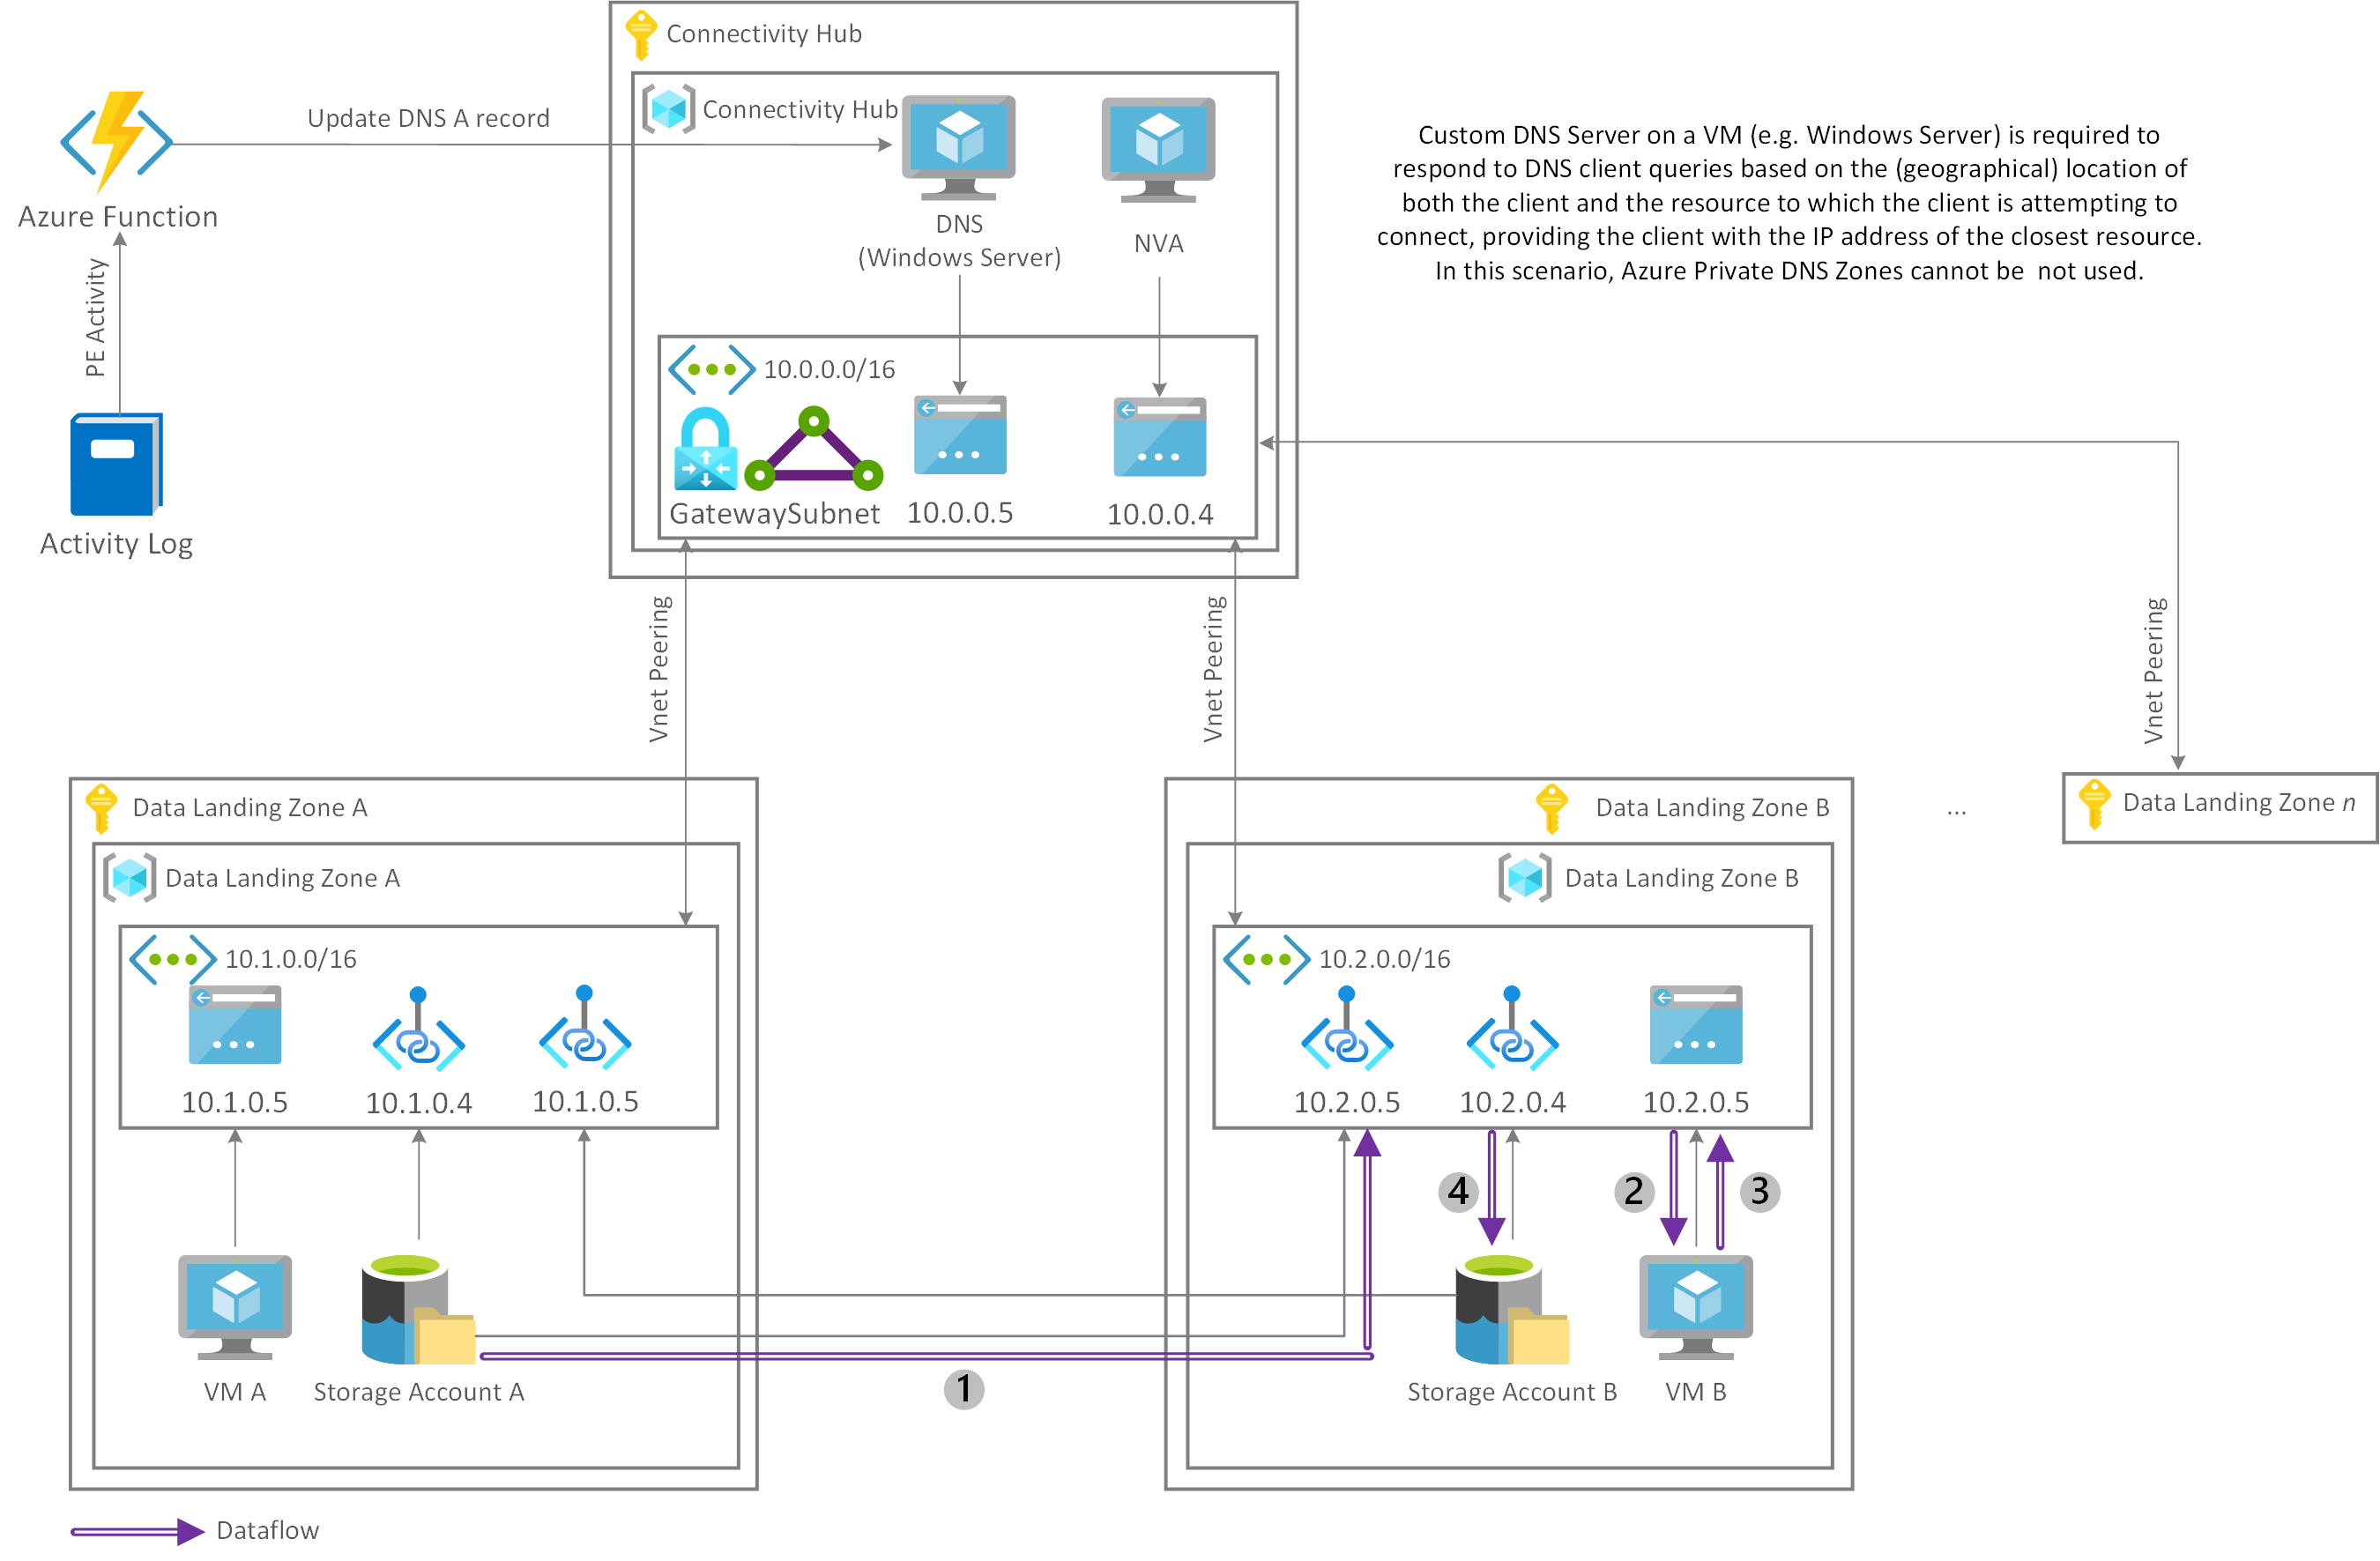 Connectivity Hub
Connectivity Hub
Update DNS A record
Azure Function
PE Activity
Activity Log
DNS
(Windows Server)
NVA
Custom DNS Server on a VM (e.g. Windows Server) is required to
respond to DNS client queries based on the (geographical) location of
both the client and the resource to which the client is attempting to
connect, providing the client with the IP address of the closest resource.
In this scenario, Azure Private DNS Zones cannot be  not used.
10.0.0.0/16
GatewaySubnet
10.0.0.5
10.0.0.4
Vnet Peering
Vnet Peering
Vnet Peering
Data Landing Zone A
Data Landing Zone A
10.1.0.0/16
10.1.0.5
10.1.0.4
10.1.0.5
VM A
Storage Account A
1
Data Landing Zone B
Data Landing Zone B
10.2.0.0/16
10.2.0.5
10.2.0.4
10.2.0.5
4
2
3
Storage Account B
VM B
...
Data Landing Zone n
Dataflow